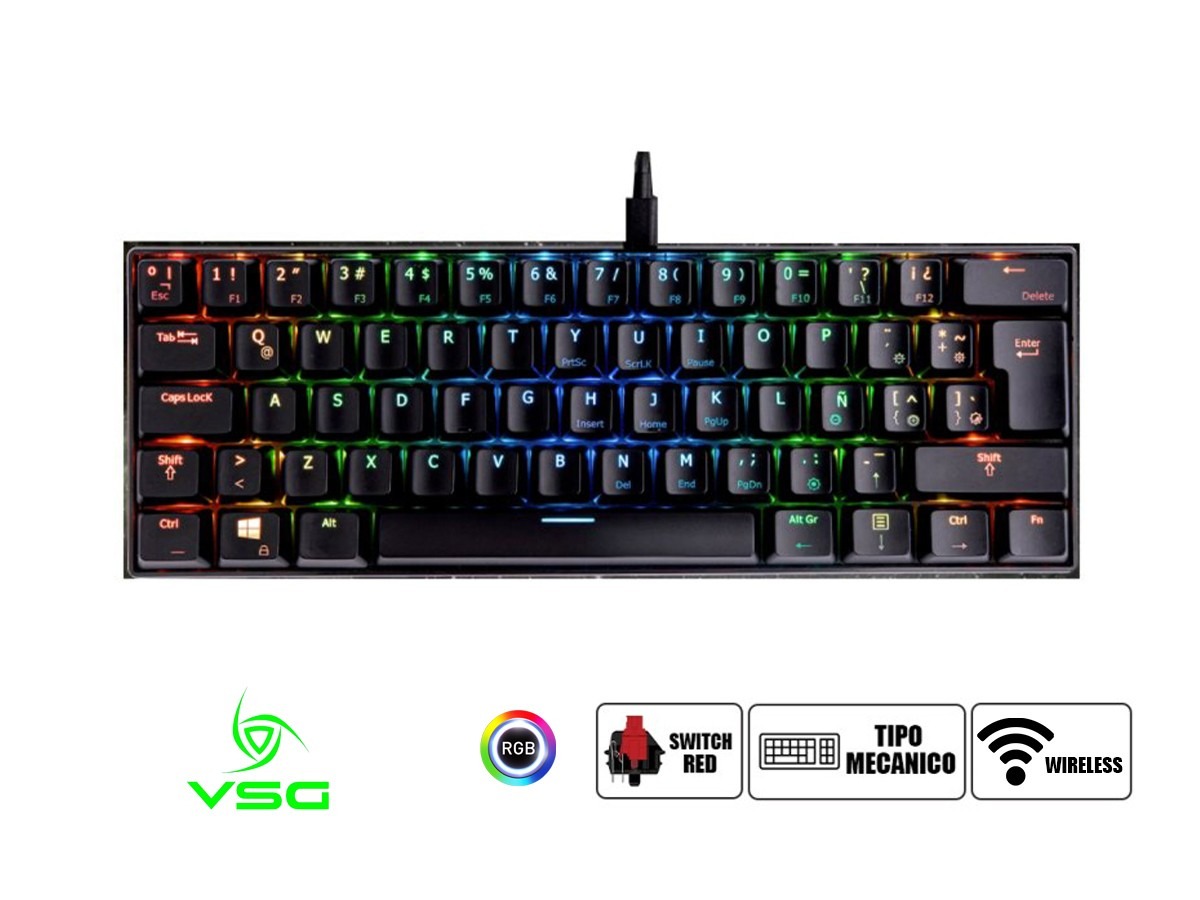 º ¡ ¬ Esc 1 ! F1 2 " F2 3 # F3 4 $ F4 5 % F5 6 & F6 7 / F7 8 ( F8 9 ) F9 0 = F10 ' ? \ F11 ¡ ¿ F12 ← Delete
Tab Q @ W E R T Y PrtSc U ScrLK I Pause O P ¨ ´ * ~ + Enter
Caps LocK A S D F G H Insert J Home K PgUp L Ñ [ ^ { ] ` }
Shift > < Z X C V B N Del M End , ; PgDn . : - _ ↑ Shift
Ctrl Alt Alt Gr ← ↓ Ctrl → Fn
VSG
RGB
SWITCH
RED
TIPO
MECANICO
WIRELESS